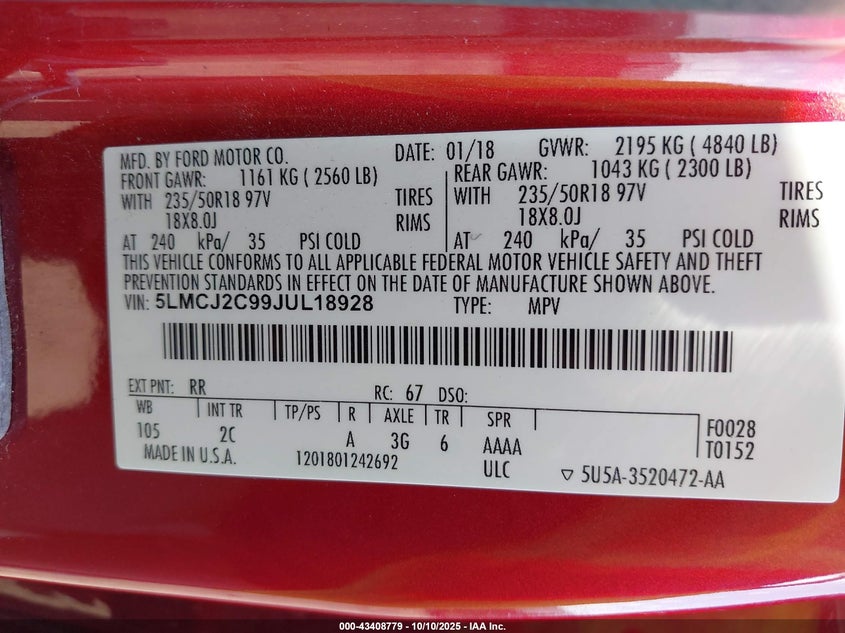 MFD. BY FORD MOTOR CO. DATE: 01/18 GVWR: 2195 KG ( 4840 LB)
FRONT GAWR: 1161 KG ( 2560 LB) REAR GAWR: 1043 KG ( 2300 LB)
WITH 235/50R18 97V TIRES WITH 235/50R18 97V TIRES
18X8.0J RIMS 18X8.0J RIMS
AT 240 kPa/ 35 PSI COLD AT 240 kPa/ 35 PSI COLD
THIS VEHICLE CONFORMS TO ALL APPLICABLE FEDERAL MOTOR VEHICLE SAFETY AND THEFT
PREVENTION STANDARDS IN EFFECT ON THE DATE OF MANUFACTURE SHOWN ABOVE.
VIN: 5LMCJ2C99JUL18928 TYPE: MPV
EXT PNT: RR RC: 67 DSO:
WB INT TR TP/PS R AXLE TR SPR F0028
105 2C A 3G 6 AAAA T0152
MADE IN U.S.A. 1201801242692 ULC ▽ 5U5A-3520472-AA
000-43408779 - 10/10/2025 - IAA Inc.